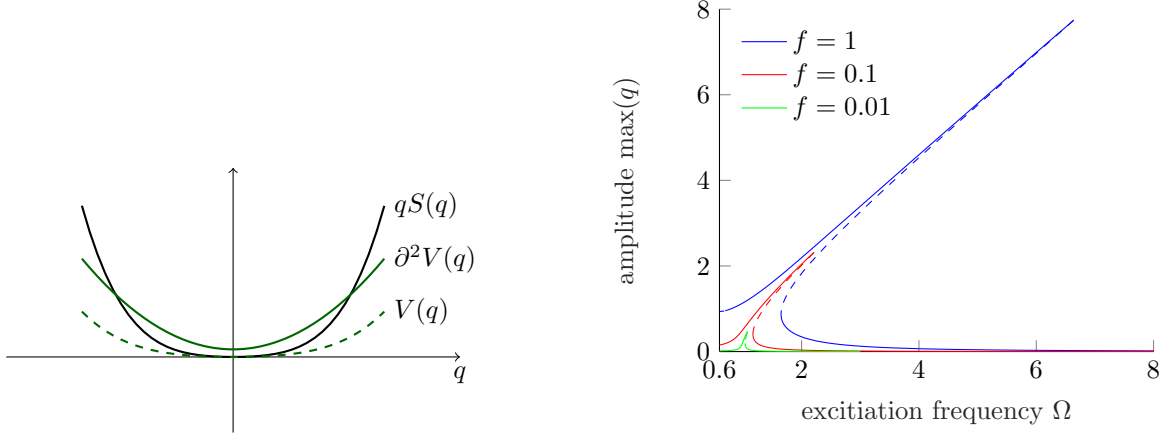 qS(q)
∂²V(q)
V(q)
q
8
6
4
2
0
f = 1
f = 0.1
f = 0.01
amplitude max(q)
0.6 2 4 6 8
excitiation frequency Ω